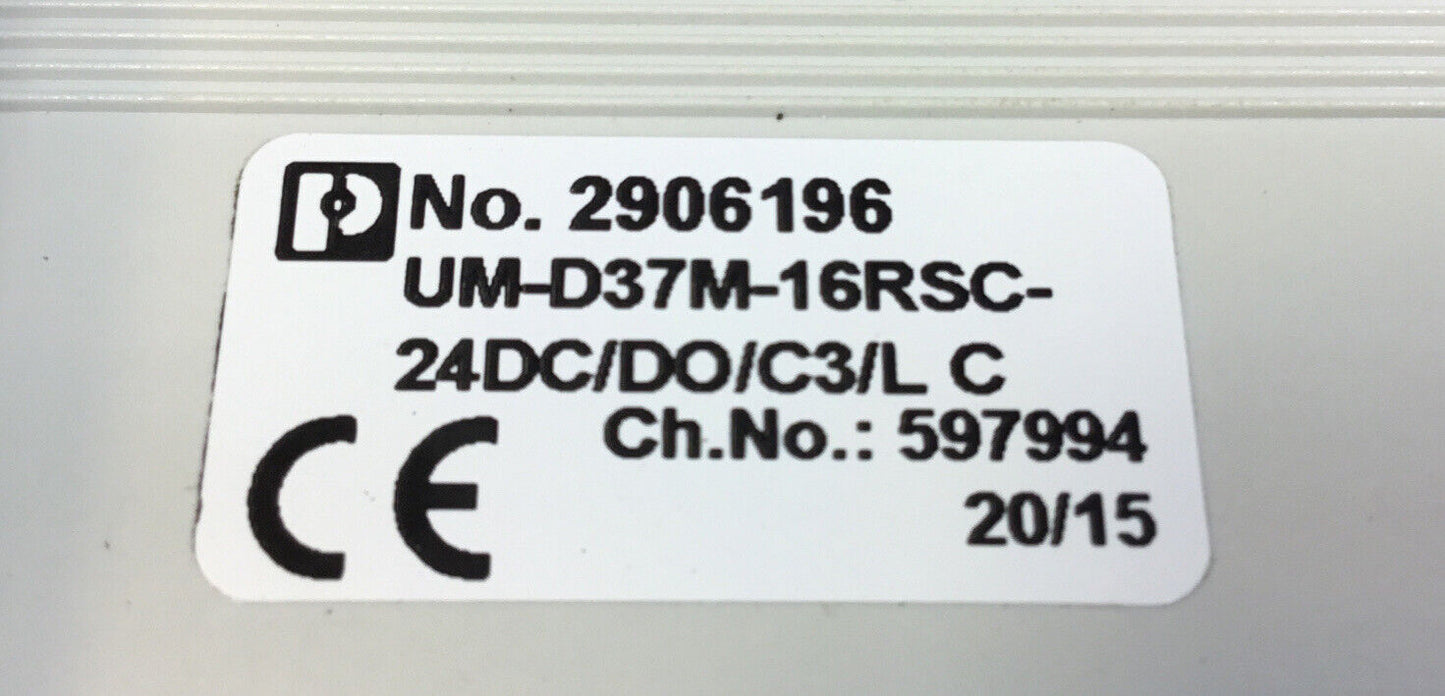 No. 2906196
UM-D37M-16RSC-
24DC/DO/C3/L C
CE
Ch.No.: 597994
20/15